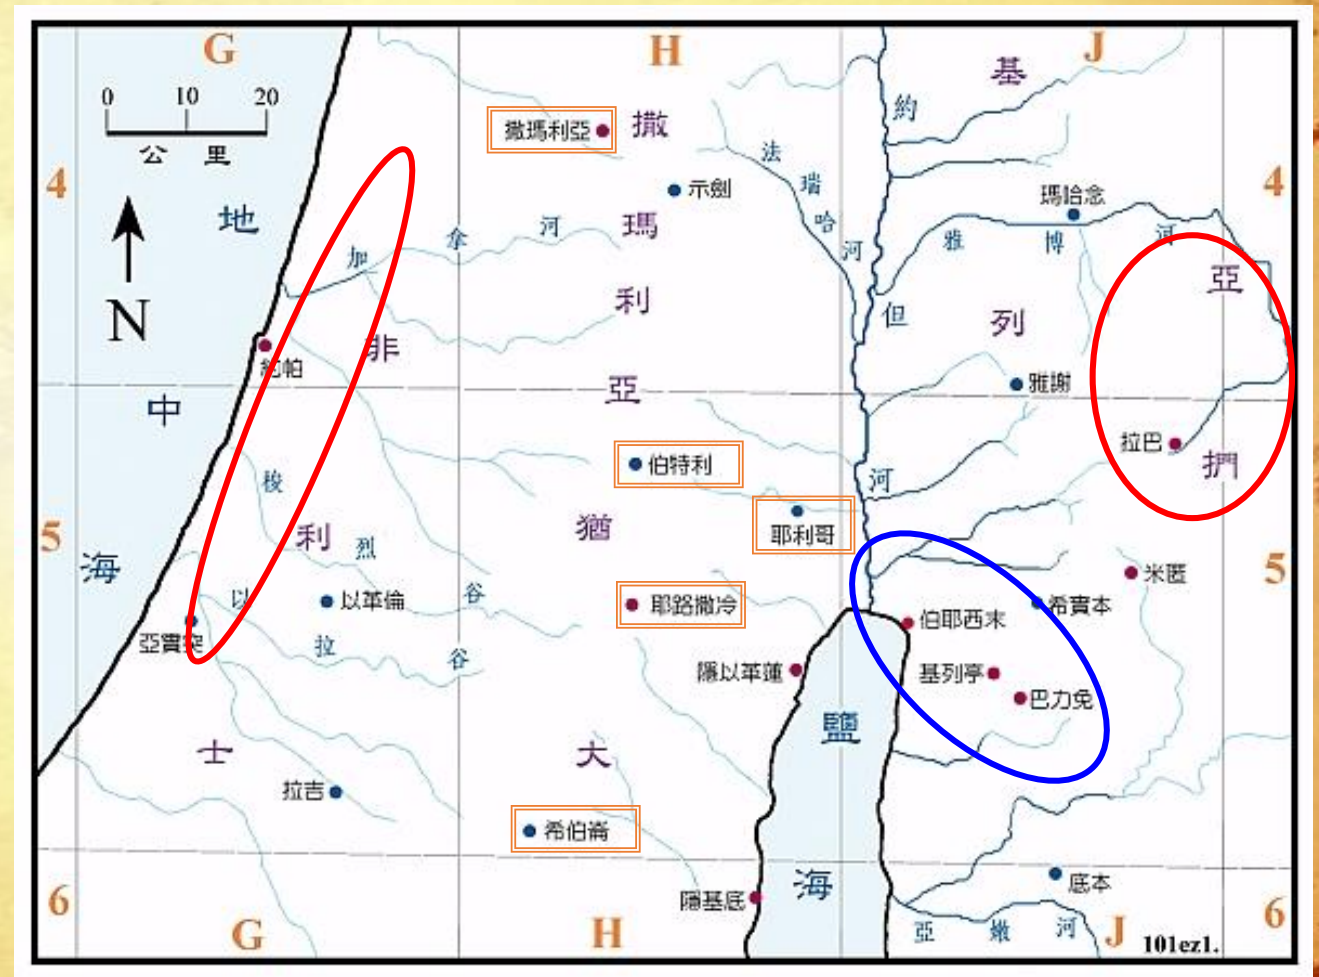 G H J
0 10 20
公里
N
4 4
5 5
6 6
G H J
地中海
鹽海
撒瑪利亞
猶大
非利士
基列
亞捫
約但河
法瑞哈河
加拿河
雅博河
亞嫩河
梭烈谷
以拉谷
撒瑪利亞
示劍
瑪哈念
約帕
雅謝
拉巴
伯特利
耶利哥
米匿
以革倫
耶路撒冷
伯耶西末
希實本
亞實突
隱以革蓮
基列亭
巴力免
拉吉
希伯崙
隱基底
底本
101ez1.